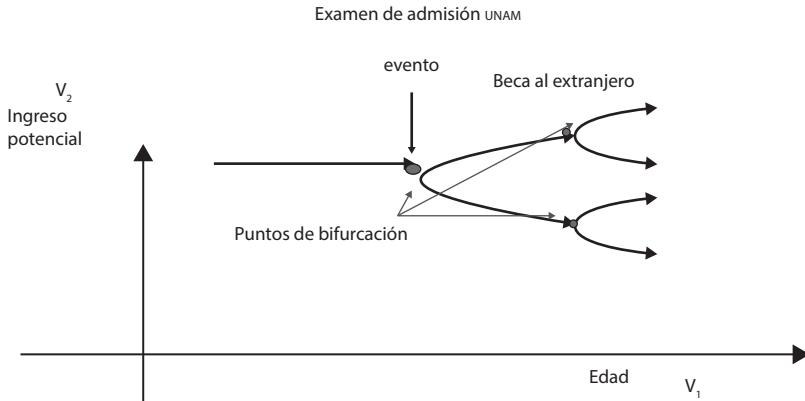 Examen de admisión UNAM
evento
Beca al extranjero
V2
Ingreso
potencial
Puntos de bifurcación
Edad
V1